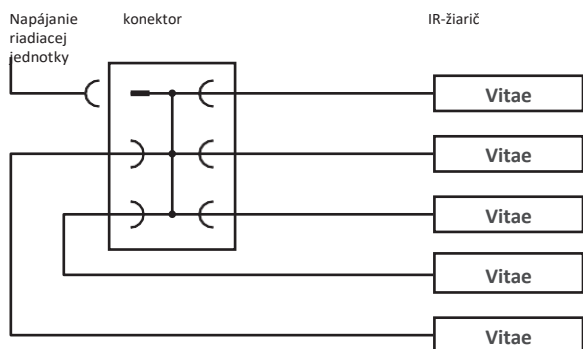 Napájanie
riadiacej
jednotky
konektor
IR-žiarič
Vitae
Vitae
Vitae
Vitae
Vitae